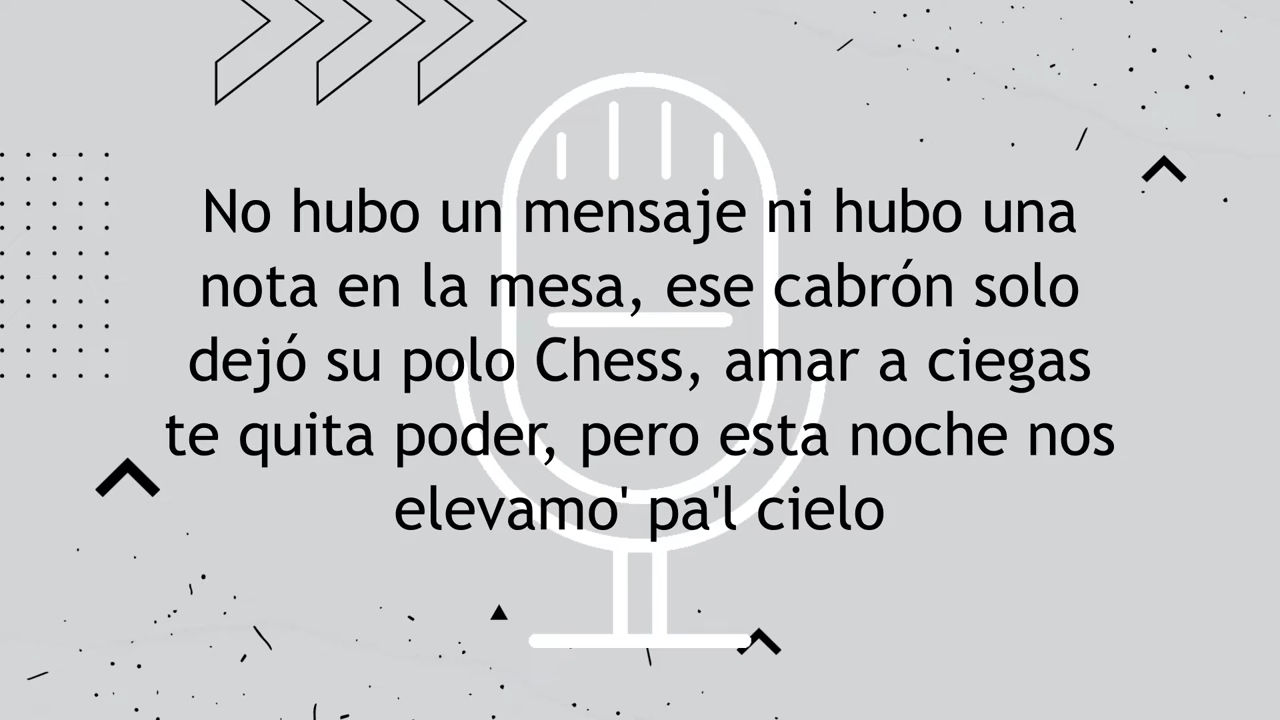 No hubo un mensaje ni hubo una
nota en la mesa, ese cabrón solo
dejó su polo Chess, amar a ciegas
te quita poder, pero esta noche nos
elevamo' pa'l cielo